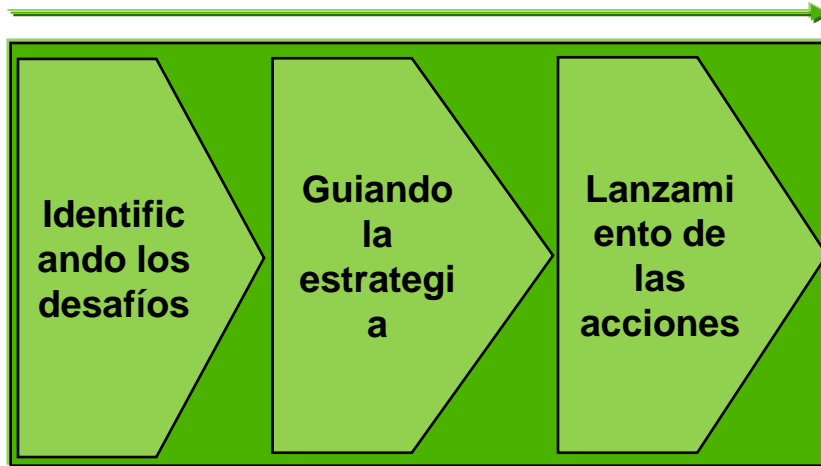 Identific
ando los
desafíos
Guiando
la
estrategi
a
Lanzami
ento de
las
acciones